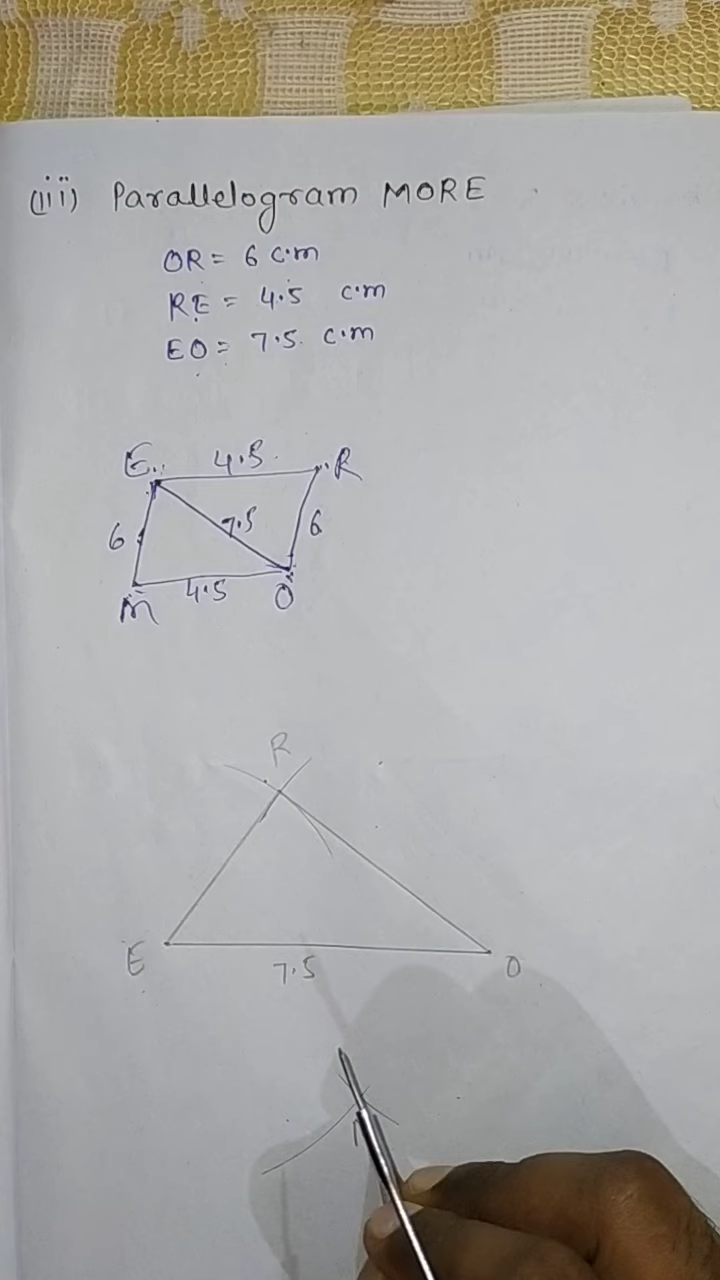 (iii) Parallelogram MORE
OR = 6 c·m
RE = 4.5 c·m
EO = 7.5 c·m
E 4.5 R
6 7.5 6
M 4.5 O
R
E 7.5 O